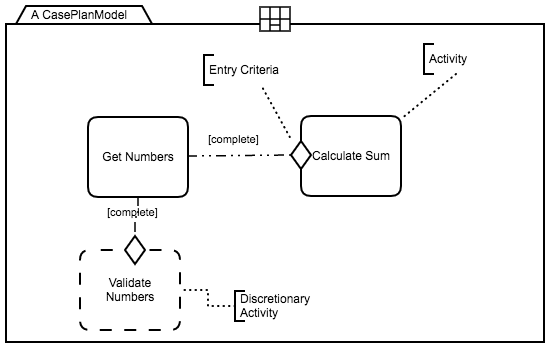 A CasePlanModel
Entry Criteria
Activity
Get Numbers
[complete]
Calculate Sum
[complete]
Validate
Numbers
Discretionary
Activity